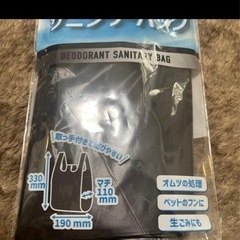 サニタリーバッグ
DEODORANT SANITARY BAG
取っ手付きで結びやすい
330
mm
マチ
110
mm
190 mm
オムツの処理
ペットのフンに
生ごみにも